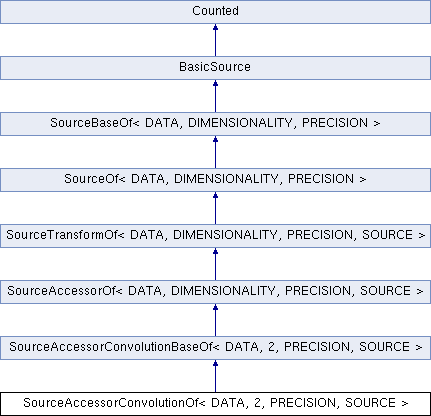 Counted
BasicSource
SourceBaseOf< DATA, DIMENSIONALITY, PRECISION >
SourceOf< DATA, DIMENSIONALITY, PRECISION >
SourceTransformOf< DATA, DIMENSIONALITY, PRECISION, SOURCE >
SourceAccessorOf< DATA, DIMENSIONALITY, PRECISION, SOURCE >
SourceAccessorConvolutionBaseOf< DATA, 2, PRECISION, SOURCE >
SourceAccessorConvolutionOf< DATA, 2, PRECISION, SOURCE >